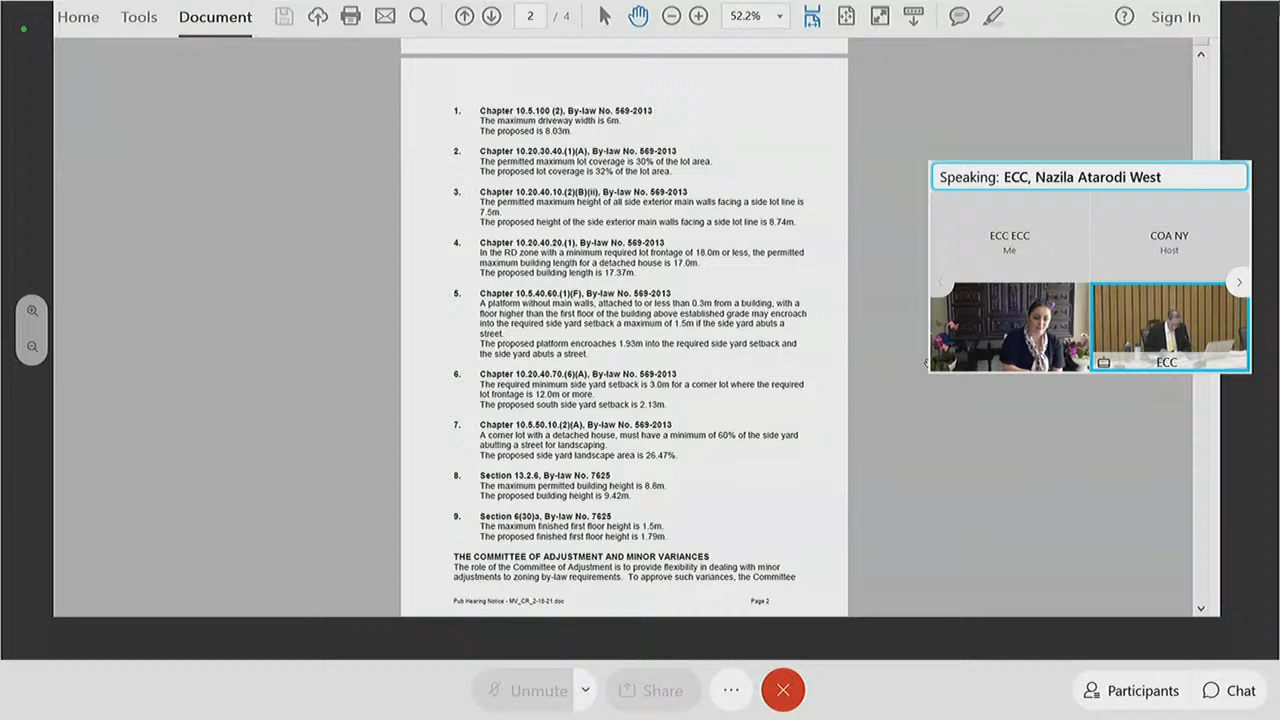 Home Tools Document 2 / 4 52.2% Sign In
1. Chapter 10.5.100 (2), By-law No. 569-2013
The maximum driveway width is 6m.
The proposed is 8.03m.
2. Chapter 10.20.30.40.(1)(A), By-law No. 569-2013
The permitted maximum lot coverage is 30% of the lot area.
The proposed lot coverage is 32% of the lot area.
3. Chapter 10.20.40.10.(2)(B)(ii), By-law No. 569-2013
The permitted maximum height of all side exterior main walls facing a side lot line is
7.5m.
The proposed height of the side exterior main walls facing a side lot line is 8.74m.
4. Chapter 10.20.40.20.(1), By-law No. 569-2013
In the RD zone with a minimum required lot frontage of 18.0m or less, the permitted
maximum building length for a detached house is 17.0m.
The proposed building length is 17.37m.
5. Chapter 10.5.40.60.(1)(F), By-law No. 569-2013
A platform without main walls, attached to or less than 0.3m from a building, with a
floor higher than the first floor of the building above established grade may encroach
into the required side yard setback a maximum of 1.5m if the side yard abuts a
street.
The proposed platform encroaches 1.93m into the required side yard setback and
the side yard abuts a street.
6. Chapter 10.20.40.70.(6)(A), By-law No. 569-2013
The required minimum side yard setback is 3.0m for a corner lot where the required
lot frontage is 12.0m or more.
The proposed south side yard setback is 2.13m.
7. Chapter 10.5.50.10.(2)(A), By-law No. 569-2013
A corner lot with a detached house, must have a minimum of 60% of the side yard
abutting a street for landscaping.
The proposed side yard landscape area is 26.47%.
8. Section 13.2.6, By-law No. 7625
The maximum permitted building height is 8.8m.
The proposed building height is 9.42m.
9. Section 6(30)a, By-law No. 7625
The maximum finished first floor height is 1.5m.
The proposed finished first floor height is 1.79m.
THE COMMITTEE OF ADJUSTMENT AND MINOR VARIANCES
The role of the Committee of Adjustment is to provide flexibility in dealing with minor
adjustments to zoning by-law requirements. To approve such variances, the Committee
Pub Hearing Notice - MV_CR_2-18-21.doc Page 2
Speaking: ECC, Nazila Atarodi West
ECC ECC
Me
COA NY
Host
ECC
Unmute Share Participants Chat